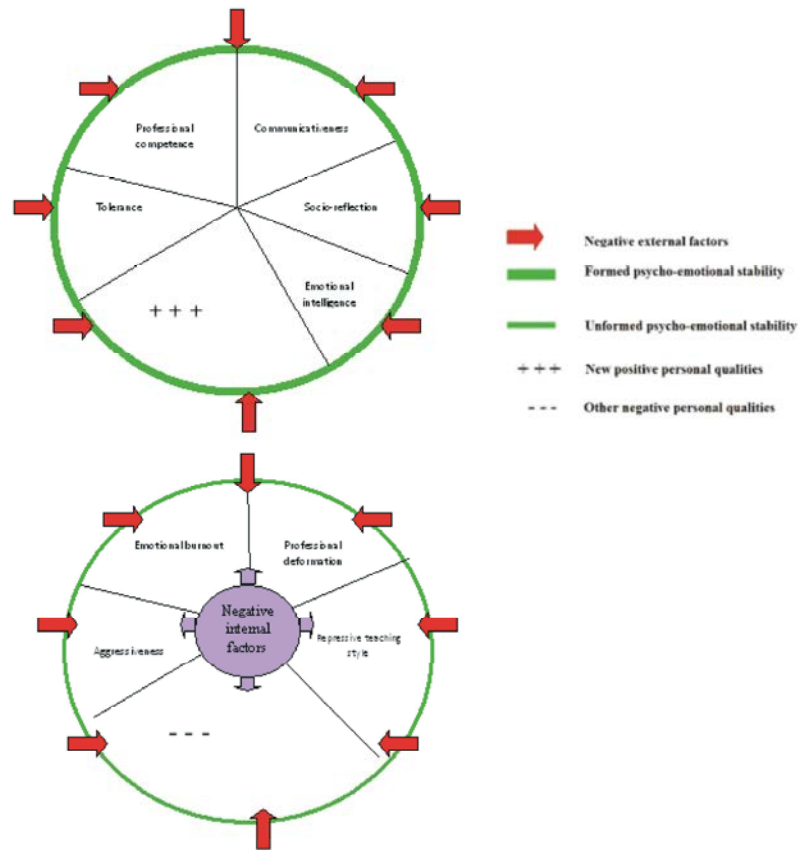 Professional
competence
Communicativeness
Tolerance
Socio-reflection
Emotional
intelligence
+ + +
Negative external factors
Formed psycho-emotional stability
Unformed psycho-emotional stability
+ + + New positive personal qualities
- - - Other negative personal qualities
Emotional burnout
Professional
deformation
Negative
internal
factors
Aggressiveness
Repressive teaching
style
- - -